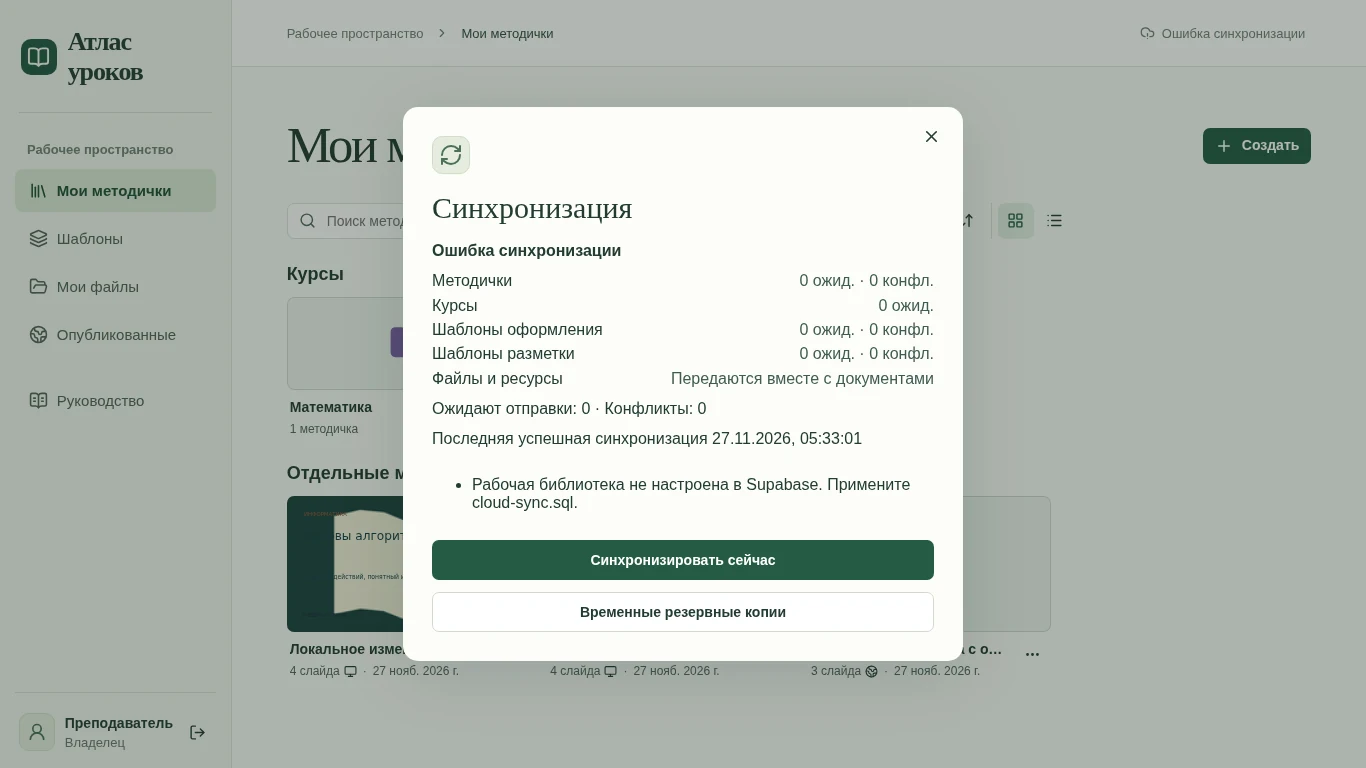 Атлас
уроков
Рабочее пространство
Мои методички
Шаблоны
Мои файлы
Опубликованные
Руководство
Преподаватель
Владелец
Рабочее пространство
Мои методички
Ошибка синхронизации
Мои
Создать
Поиск
Курсы
Математика
1 методичка
Отдельные
Локальное
4 слайда · 27 нояб. 2026 г.
4 слайда · 27 нояб. 2026 г.
с о...
3 слайда · 27 нояб. 2026 г.
Синхронизация
Ошибка синхронизации
Методички 0 ожид. · 0 конфл.
Курсы 0 ожид.
Шаблоны оформления 0 ожид. · 0 конфл.
Шаблоны разметки 0 ожид. · 0 конфл.
Файлы и ресурсы Передаются вместе с документами
Ожидают отправки: 0 · Конфликты: 0
Последняя успешная синхронизация 27.11.2026, 05:33:01
• Рабочая библиотека не настроена в Supabase. Примените
cloud-sync.sql.
Синхронизировать сейчас
Временные резервные копии